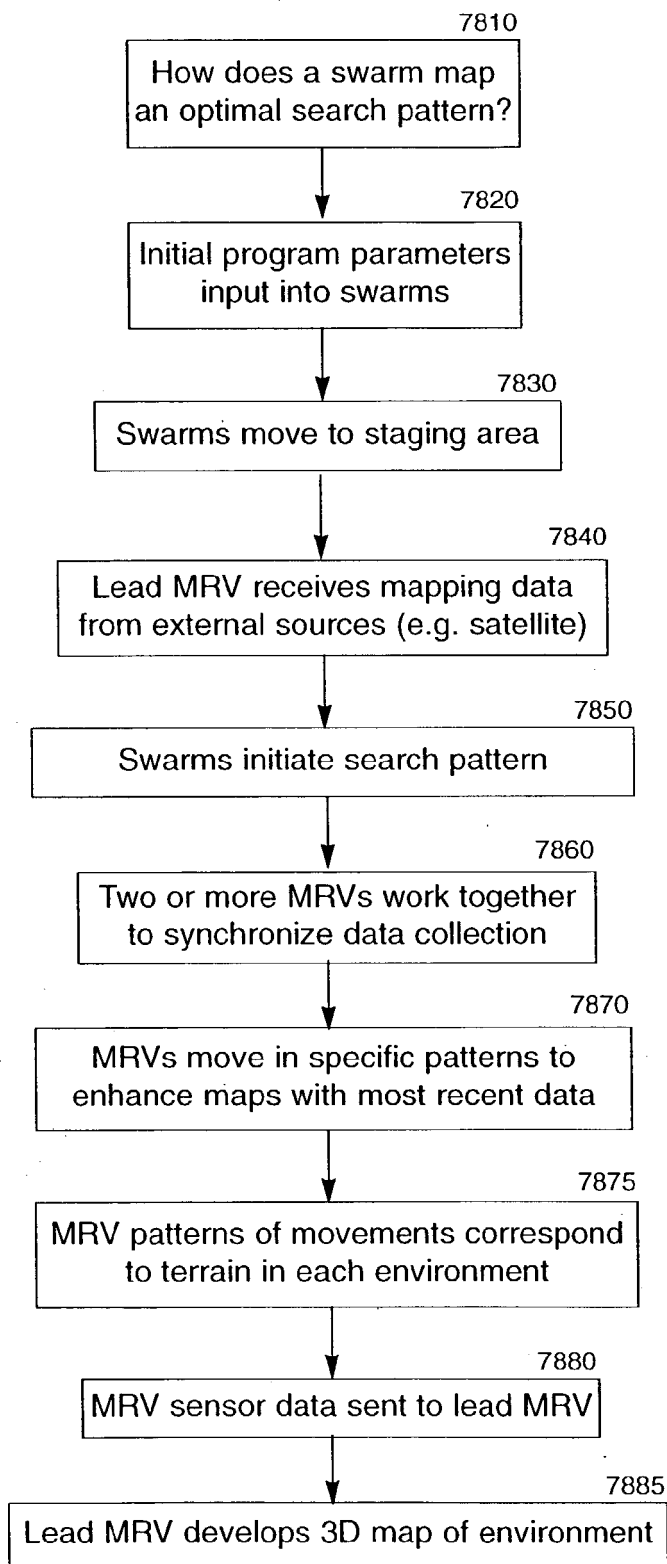 7810
How does a swarm map
an optimal search pattern?
7820
Initial program parameters
input into swarms
7830
Swarms move to staging area
7840
Lead MRV receives mapping data
from external sources (e.g. satellite)
7850
Swarms initiate search pattern
7860
Two or more MRVs work together
to synchronize data collection
7870
MRVs move in specific patterns to
enhance maps with most recent data
7875
MRV patterns of movements correspond
to terrain in each environment
7880
MRV sensor data sent to lead MRV
7885
Lead MRV develops 3D map of environment